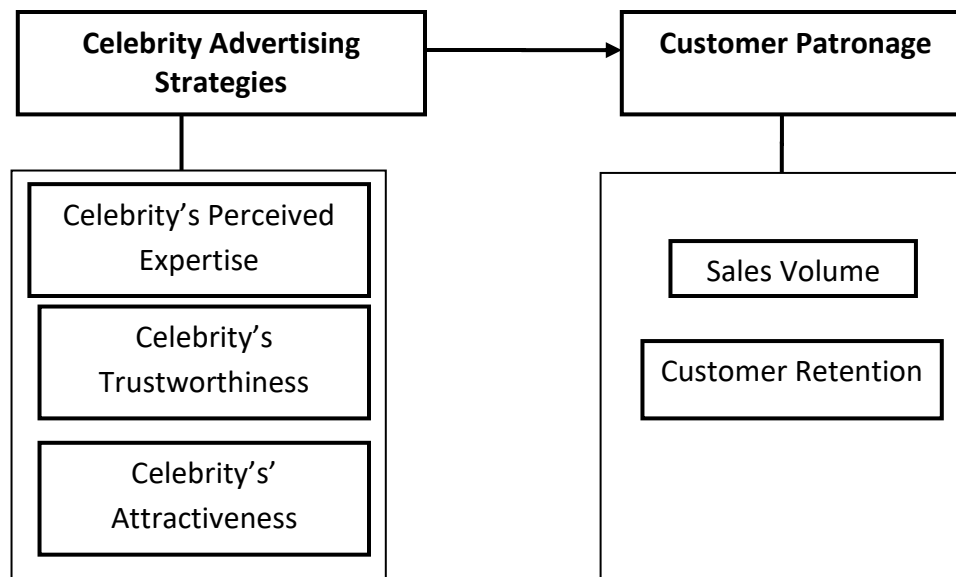 Celebrity Advertising
Strategies
Customer Patronage
Celebrity’s Perceived
Expertise
Celebrity’s
Trustworthiness
Celebrity’s’
Attractiveness
Sales Volume
Customer Retention